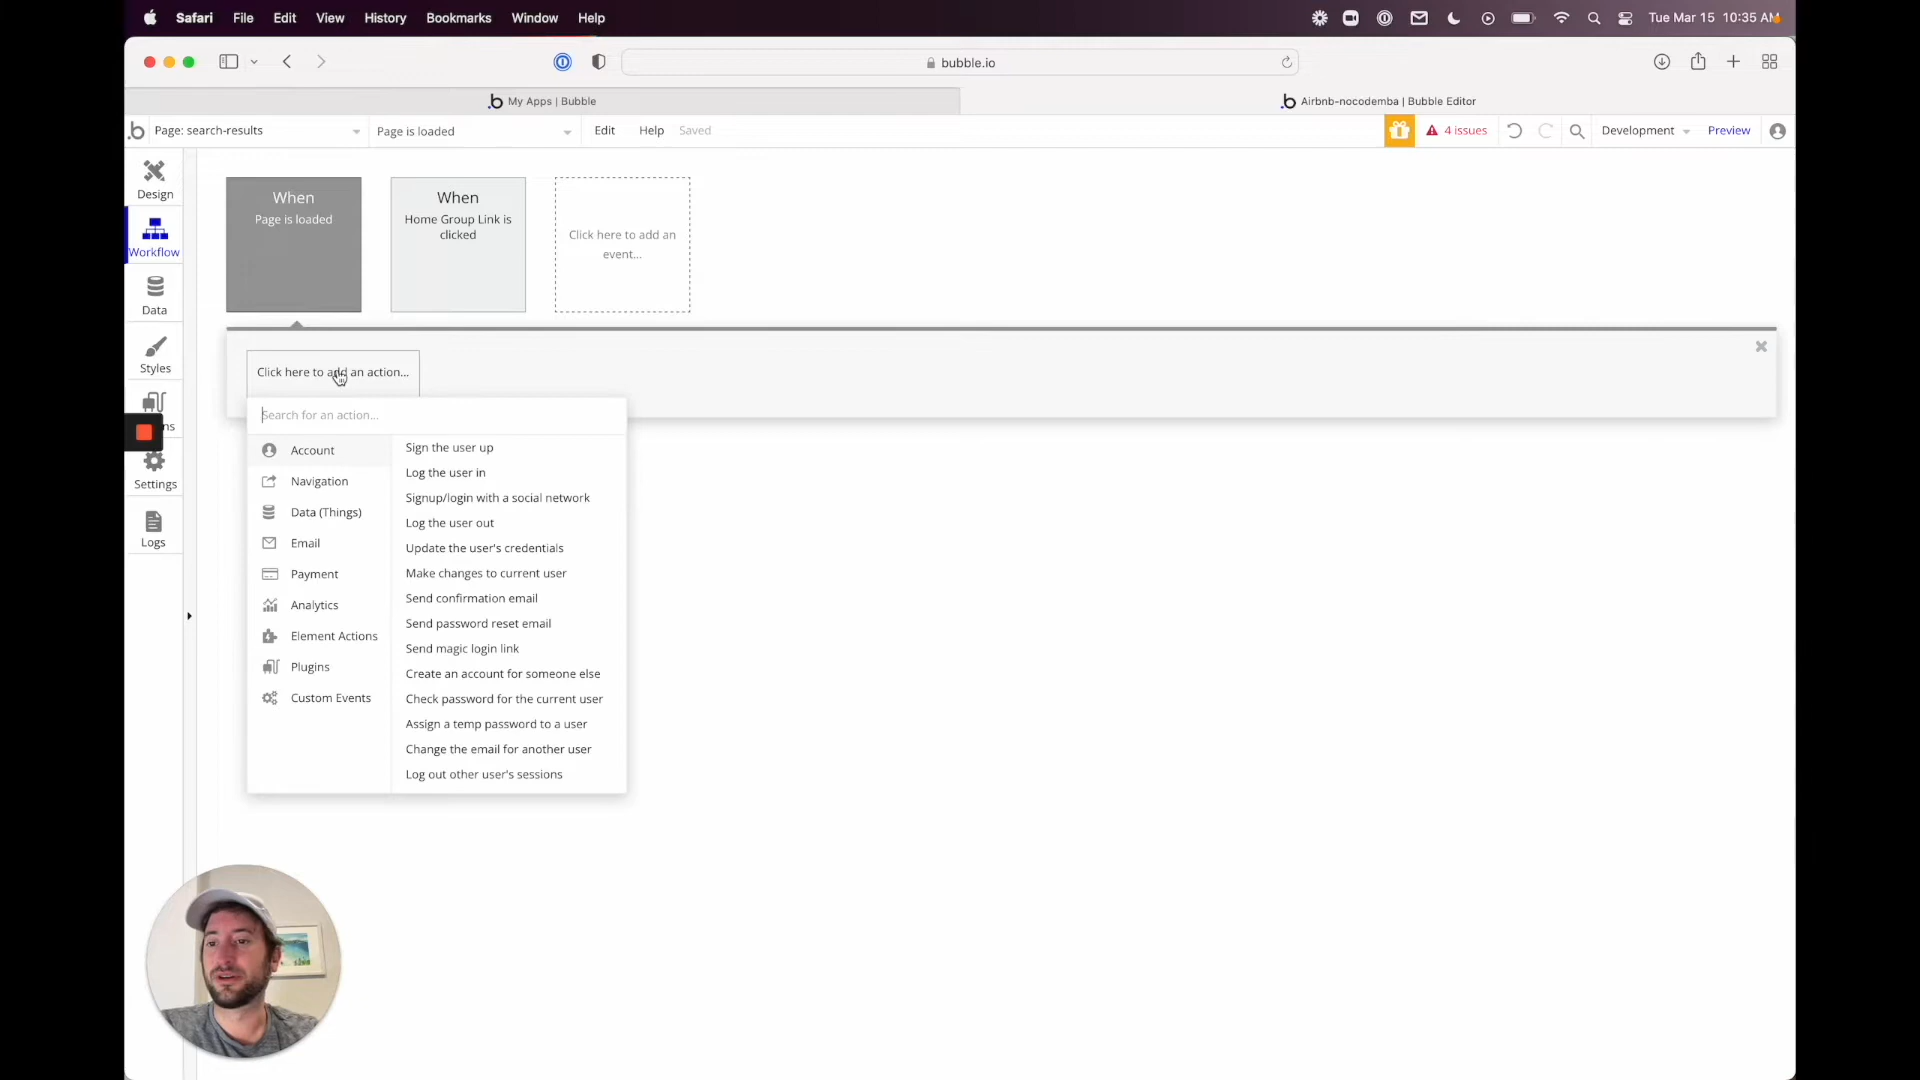 Safari File Edit View History Bookmarks Window Help Tue Mar 15 10:35 AM
bubble.io
My Apps | Bubble Airbnb-nocodemba | Bubble Editor
Page: search-results Page is loaded Edit Help Saved 4 issues Development Preview
Design
Workflow
Data
Styles
ns
Settings
Logs
When
Page is loaded
When
Home Group Link is
clicked
Click here to add an
event...
Click here to add an action...
Search for an action...
Account
Navigation
Data (Things)
Email
Payment
Analytics
Element Actions
Plugins
Custom Events
Sign the user up
Log the user in
Signup/login with a social network
Log the user out
Update the user's credentials
Make changes to current user
Send confirmation email
Send password reset email
Send magic login link
Create an account for someone else
Check password for the current user
Assign a temp password to a user
Change the email for another user
Log out other user's sessions